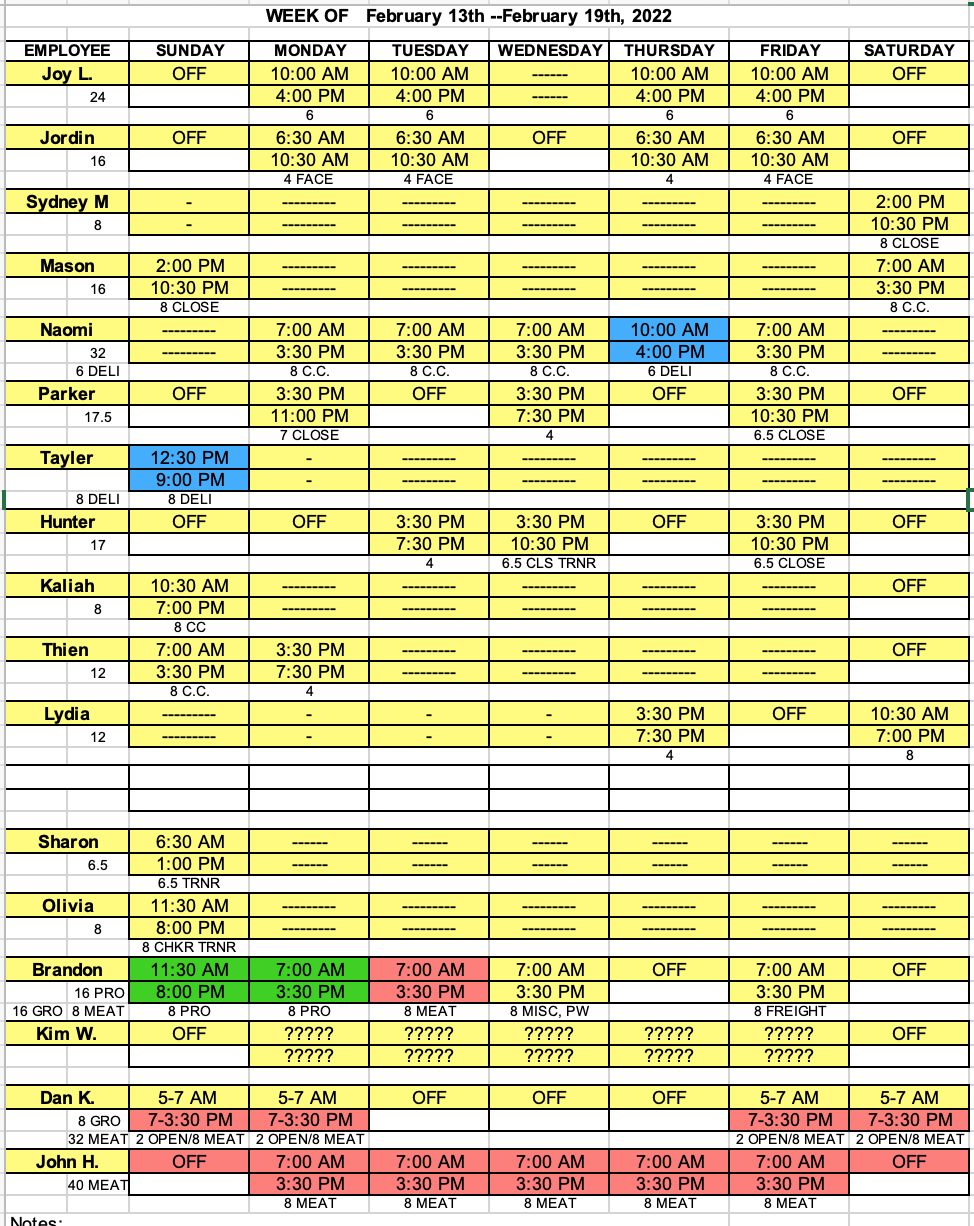 WEEK OF February 13th --February 19th, 2022
EMPLOYEE SUNDAY MONDAY TUESDAY WEDNESDAY THURSDAY FRIDAY SATURDAY
Joy L. OFF 10:00 AM 10:00 AM ------ 10:00 AM 10:00 AM OFF
24 4:00 PM 4:00 PM ------ 4:00 PM 4:00 PM
6 6 6 6
Jordin OFF 6:30 AM 6:30 AM OFF 6:30 AM 6:30 AM OFF
16 10:30 AM 10:30 AM 10:30 AM 10:30 AM
4 FACE 4 FACE 4 4 FACE
Sydney M - --------- --------- --------- --------- --------- 2:00 PM
8 - --------- --------- --------- --------- --------- 10:30 PM
8 CLOSE
Mason 2:00 PM --------- --------- --------- --------- --------- 7:00 AM
16 10:30 PM --------- --------- --------- --------- --------- 3:30 PM
8 CLOSE 8 C.C.
Naomi --------- 7:00 AM 7:00 AM 7:00 AM 10:00 AM 7:00 AM ---------
32 --------- 3:30 PM 3:30 PM 3:30 PM 4:00 PM 3:30 PM ---------
6 DELI 8 C.C. 8 C.C. 8 C.C. 6 DELI 8 C.C.
Parker OFF 3:30 PM OFF 3:30 PM OFF 3:30 PM OFF
17.5 11:00 PM 7:30 PM 10:30 PM
7 CLOSE 4 6.5 CLOSE
Tayler 12:30 PM - --------- --------- --------- --------- ---------
9:00 PM - --------- --------- --------- --------- ---------
8 DELI 8 DELI
Hunter OFF OFF 3:30 PM 3:30 PM OFF 3:30 PM OFF
17 7:30 PM 10:30 PM 10:30 PM
4 6.5 CLS TRNR 6.5 CLOSE
Kaliah 10:30 AM --------- --------- --------- --------- --------- OFF
8 7:00 PM --------- --------- --------- --------- ---------
8 CC
Thien 7:00 AM 3:30 PM --------- --------- --------- --------- OFF
12 3:30 PM 7:30 PM --------- --------- --------- ---------
8 C.C. 4
Lydia --------- - - - 3:30 PM OFF 10:30 AM
12 --------- - - - 7:30 PM 7:00 PM
4 8
Sharon 6:30 AM ------ ------ ------ ------ ------ ------
6.5 1:00 PM ------ ------ ------ ------ ------ ------
6.5 TRNR
Olivia 11:30 AM --------- --------- --------- --------- --------- ---------
8 8:00 PM --------- --------- --------- --------- --------- ---------
8 CHKR TRNR
Brandon 11:30 AM 7:00 AM 7:00 AM 7:00 AM OFF 7:00 AM OFF
16 PRO 8:00 PM 3:30 PM 3:30 PM 3:30 PM 3:30 PM
16 GRO 8 MEAT 8 PRO 8 PRO 8 MEAT 8 MISC, PW 8 FREIGHT
Kim W. OFF ????? ????? ????? ????? ????? OFF
????? ????? ????? ????? ?????
Dan K. 5-7 AM 5-7 AM OFF OFF OFF 5-7 AM 5-7 AM
8 GRO 7-3:30 PM 7-3:30 PM 7-3:30 PM 7-3:30 PM
32 MEAT 2 OPEN/8 MEAT 2 OPEN/8 MEAT 2 OPEN/8 MEAT 2 OPEN/8 MEAT
John H. OFF 7:00 AM 7:00 AM 7:00 AM 7:00 AM 7:00 AM OFF
40 MEAT 3:30 PM 3:30 PM 3:30 PM 3:30 PM 3:30 PM
8 MEAT 8 MEAT 8 MEAT 8 MEAT 8 MEAT
Notes: